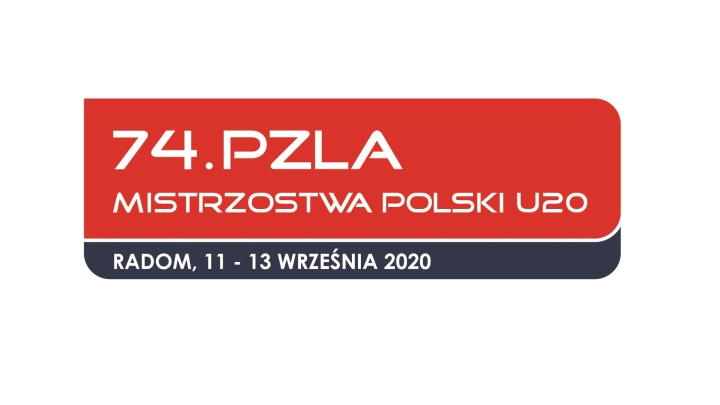 74.PZLA
MISTRZOSTWA POLSKI U20
RADOM, 11 - 13 WRZEŚNIA 2020